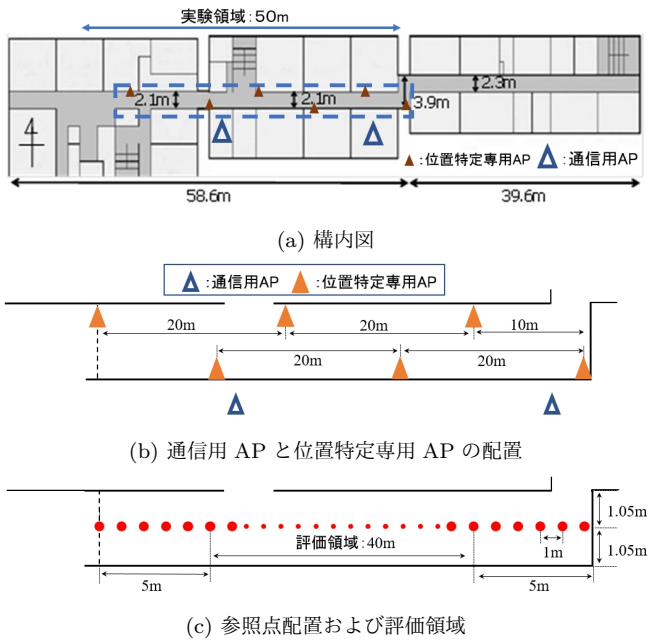 実験領域:50m
2.1m
2.1m
3.9m
2.3m
4
▲:位置特定専用AP △:通信用AP
58.6m
39.6m
(a) 構内図
△:通信用AP ▲:位置特定専用AP
20m
20m
10m
20m
20m
(b) 通信用 AP と位置特定専用 AP の配置
1.05m
評価領域:40m
1m
1.05m
5m
5m
(c) 参照点配置および評価領域